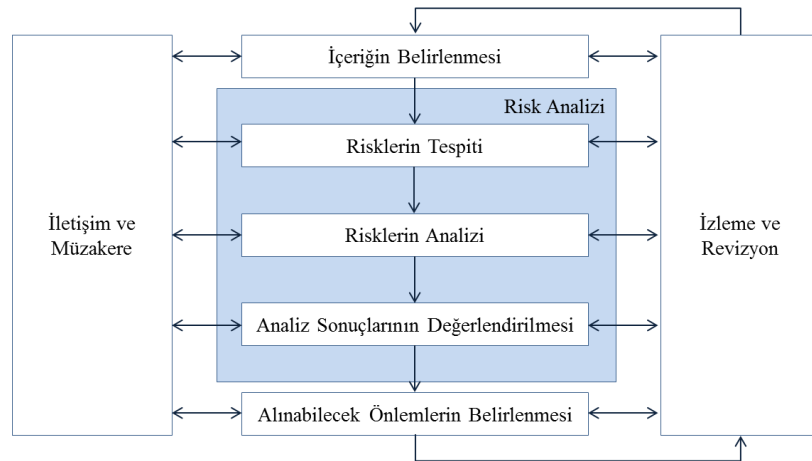 İçeriğin Belirlenmesi
Risk Analizi
Risklerin Tespiti
İletişim ve
Müzakere
Risklerin Analizi
İzleme ve
Revizyon
Analiz Sonuçlarının Değerlendirilmesi
Alınabilecek Önlemlerin Belirlenmesi